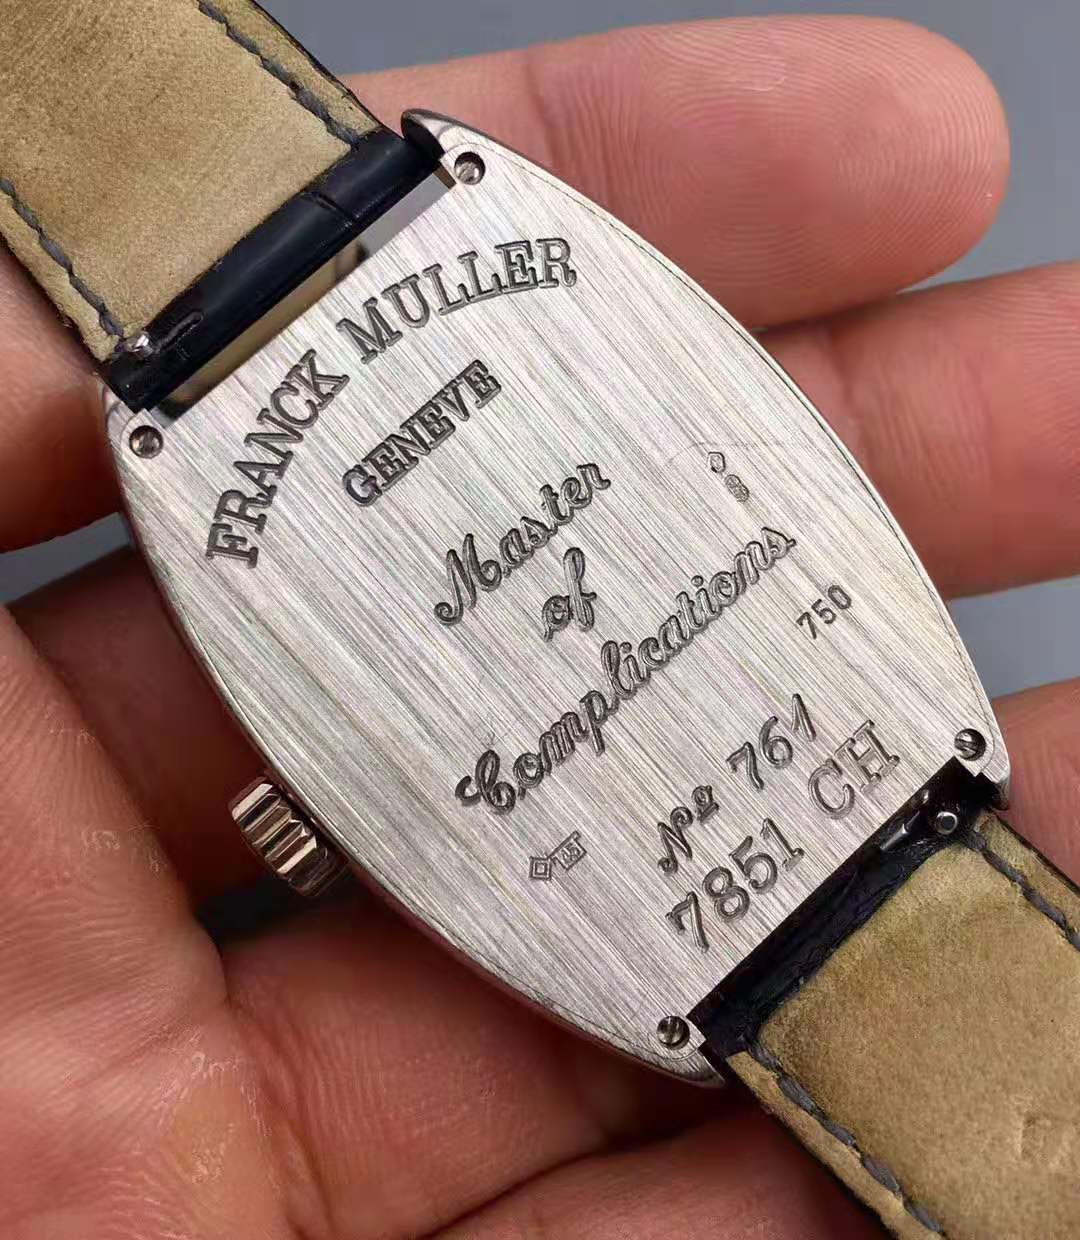 FRANCK MULLER
GENEVE
Master
of
Complications
750
Nº 761
7851 CH